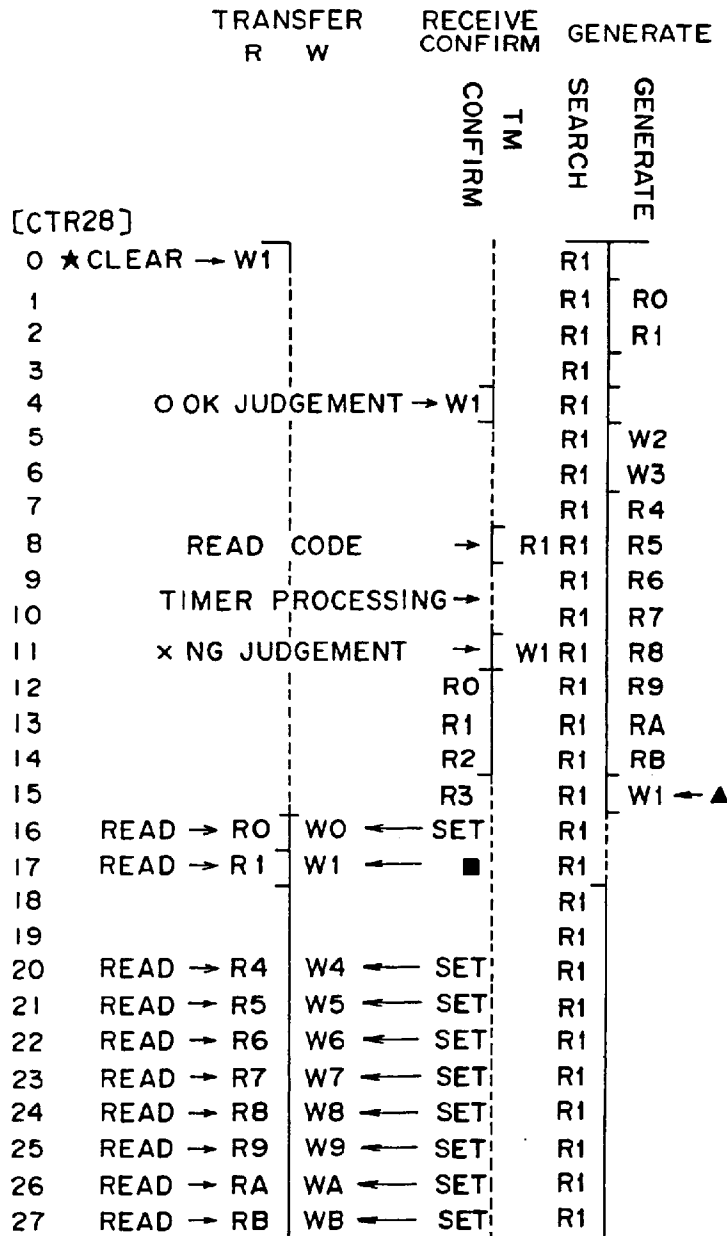 TRANSFER RECEIVE CONFIRM GENERATE
R W
CONFIRM TM SEARCH GENERATE
[CTR28]
0 ★CLEAR → W1 R1
1 R1 R0
2 R1 R1
3 R1
4 O OK JUDGEMENT → W1 R1
5 R1 W2
6 R1 W3
7 R1 R4
8 READ CODE → R1 R1 R5
9 R1 R6
TIMER PROCESSING →
10 R1 R7
11 × NG JUDGEMENT → W1 R1 R8
12 R0 R1 R9
13 R1 R1 RA
14 R2 R1 RB
15 R3 R1 W1 ← ▲
16 READ → R0 W0 ← SET R1
17 READ → R1 W1 ← ■ R1
18 R1
19 R1
20 READ → R4 W4 ← SET R1
21 READ → R5 W5 ← SET R1
22 READ → R6 W6 ← SET R1
23 READ → R7 W7 ← SET R1
24 READ → R8 W8 ← SET R1
25 READ → R9 W9 ← SET R1
26 READ → RA WA ← SET R1
27 READ → RB WB ← SET R1